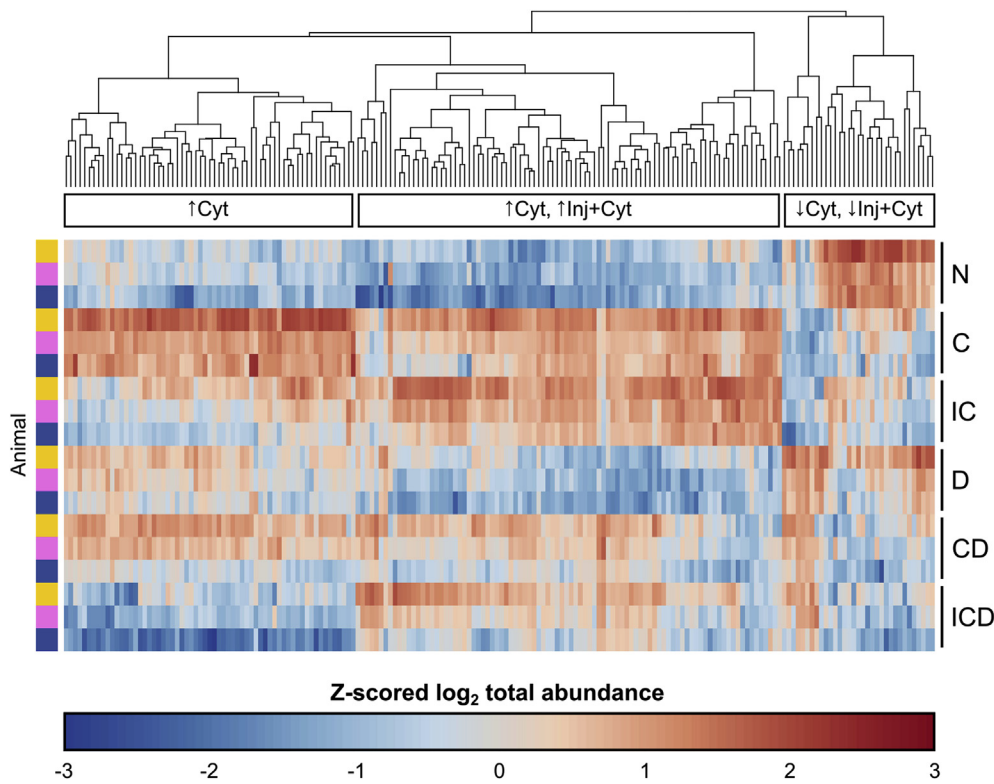 ↑Cyt
↑Cyt, ↑Inj+Cyt
↓Cyt, ↓Inj+Cyt
Animal
N
C
IC
D
CD
ICD
Z-scored log₂ total abundance
-3 -2 -1 0 1 2 3